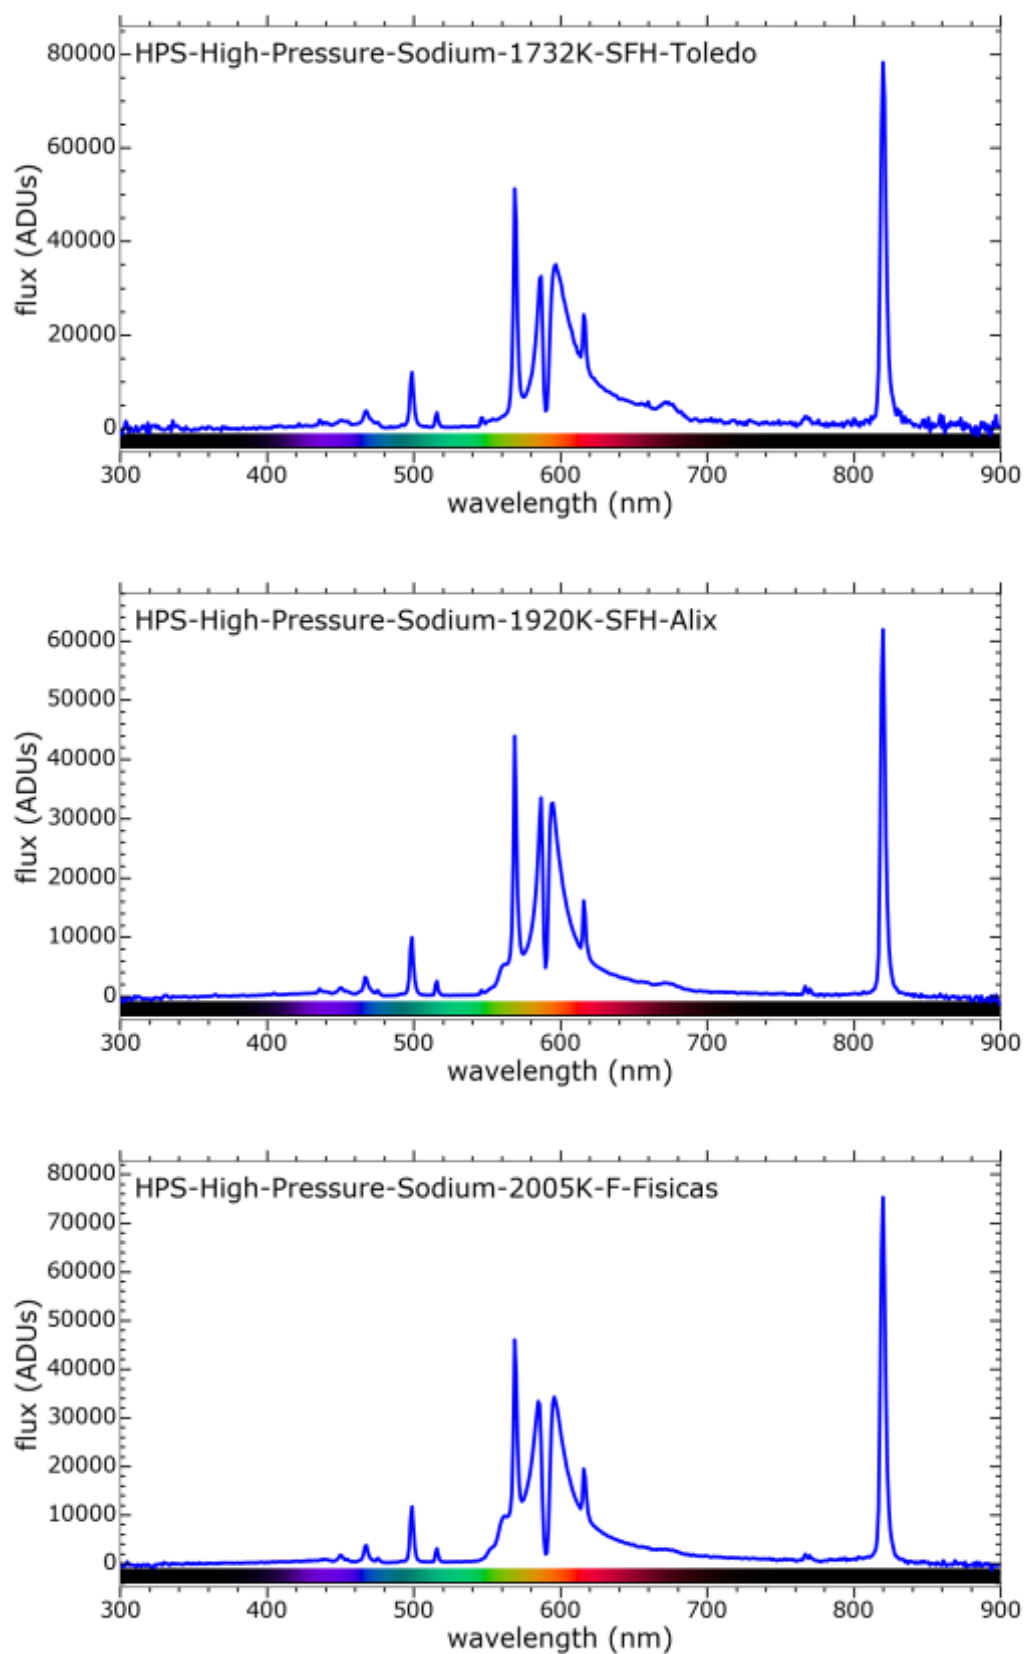 HPS-High-Pressure-Sodium-1732K-SFH-Toledo
80000
60000
40000
20000
0
flux (ADUs)
300 400 500 600 700 800 900
wavelength (nm)
HPS-High-Pressure-Sodium-1920K-SFH-Alix
60000
50000
40000
30000
20000
10000
0
flux (ADUs)
300 400 500 600 700 800 900
wavelength (nm)
HPS-High-Pressure-Sodium-2005K-F-Fisicas
80000
70000
60000
50000
40000
30000
20000
10000
0
flux (ADUs)
300 400 500 600 700 800 900
wavelength (nm)